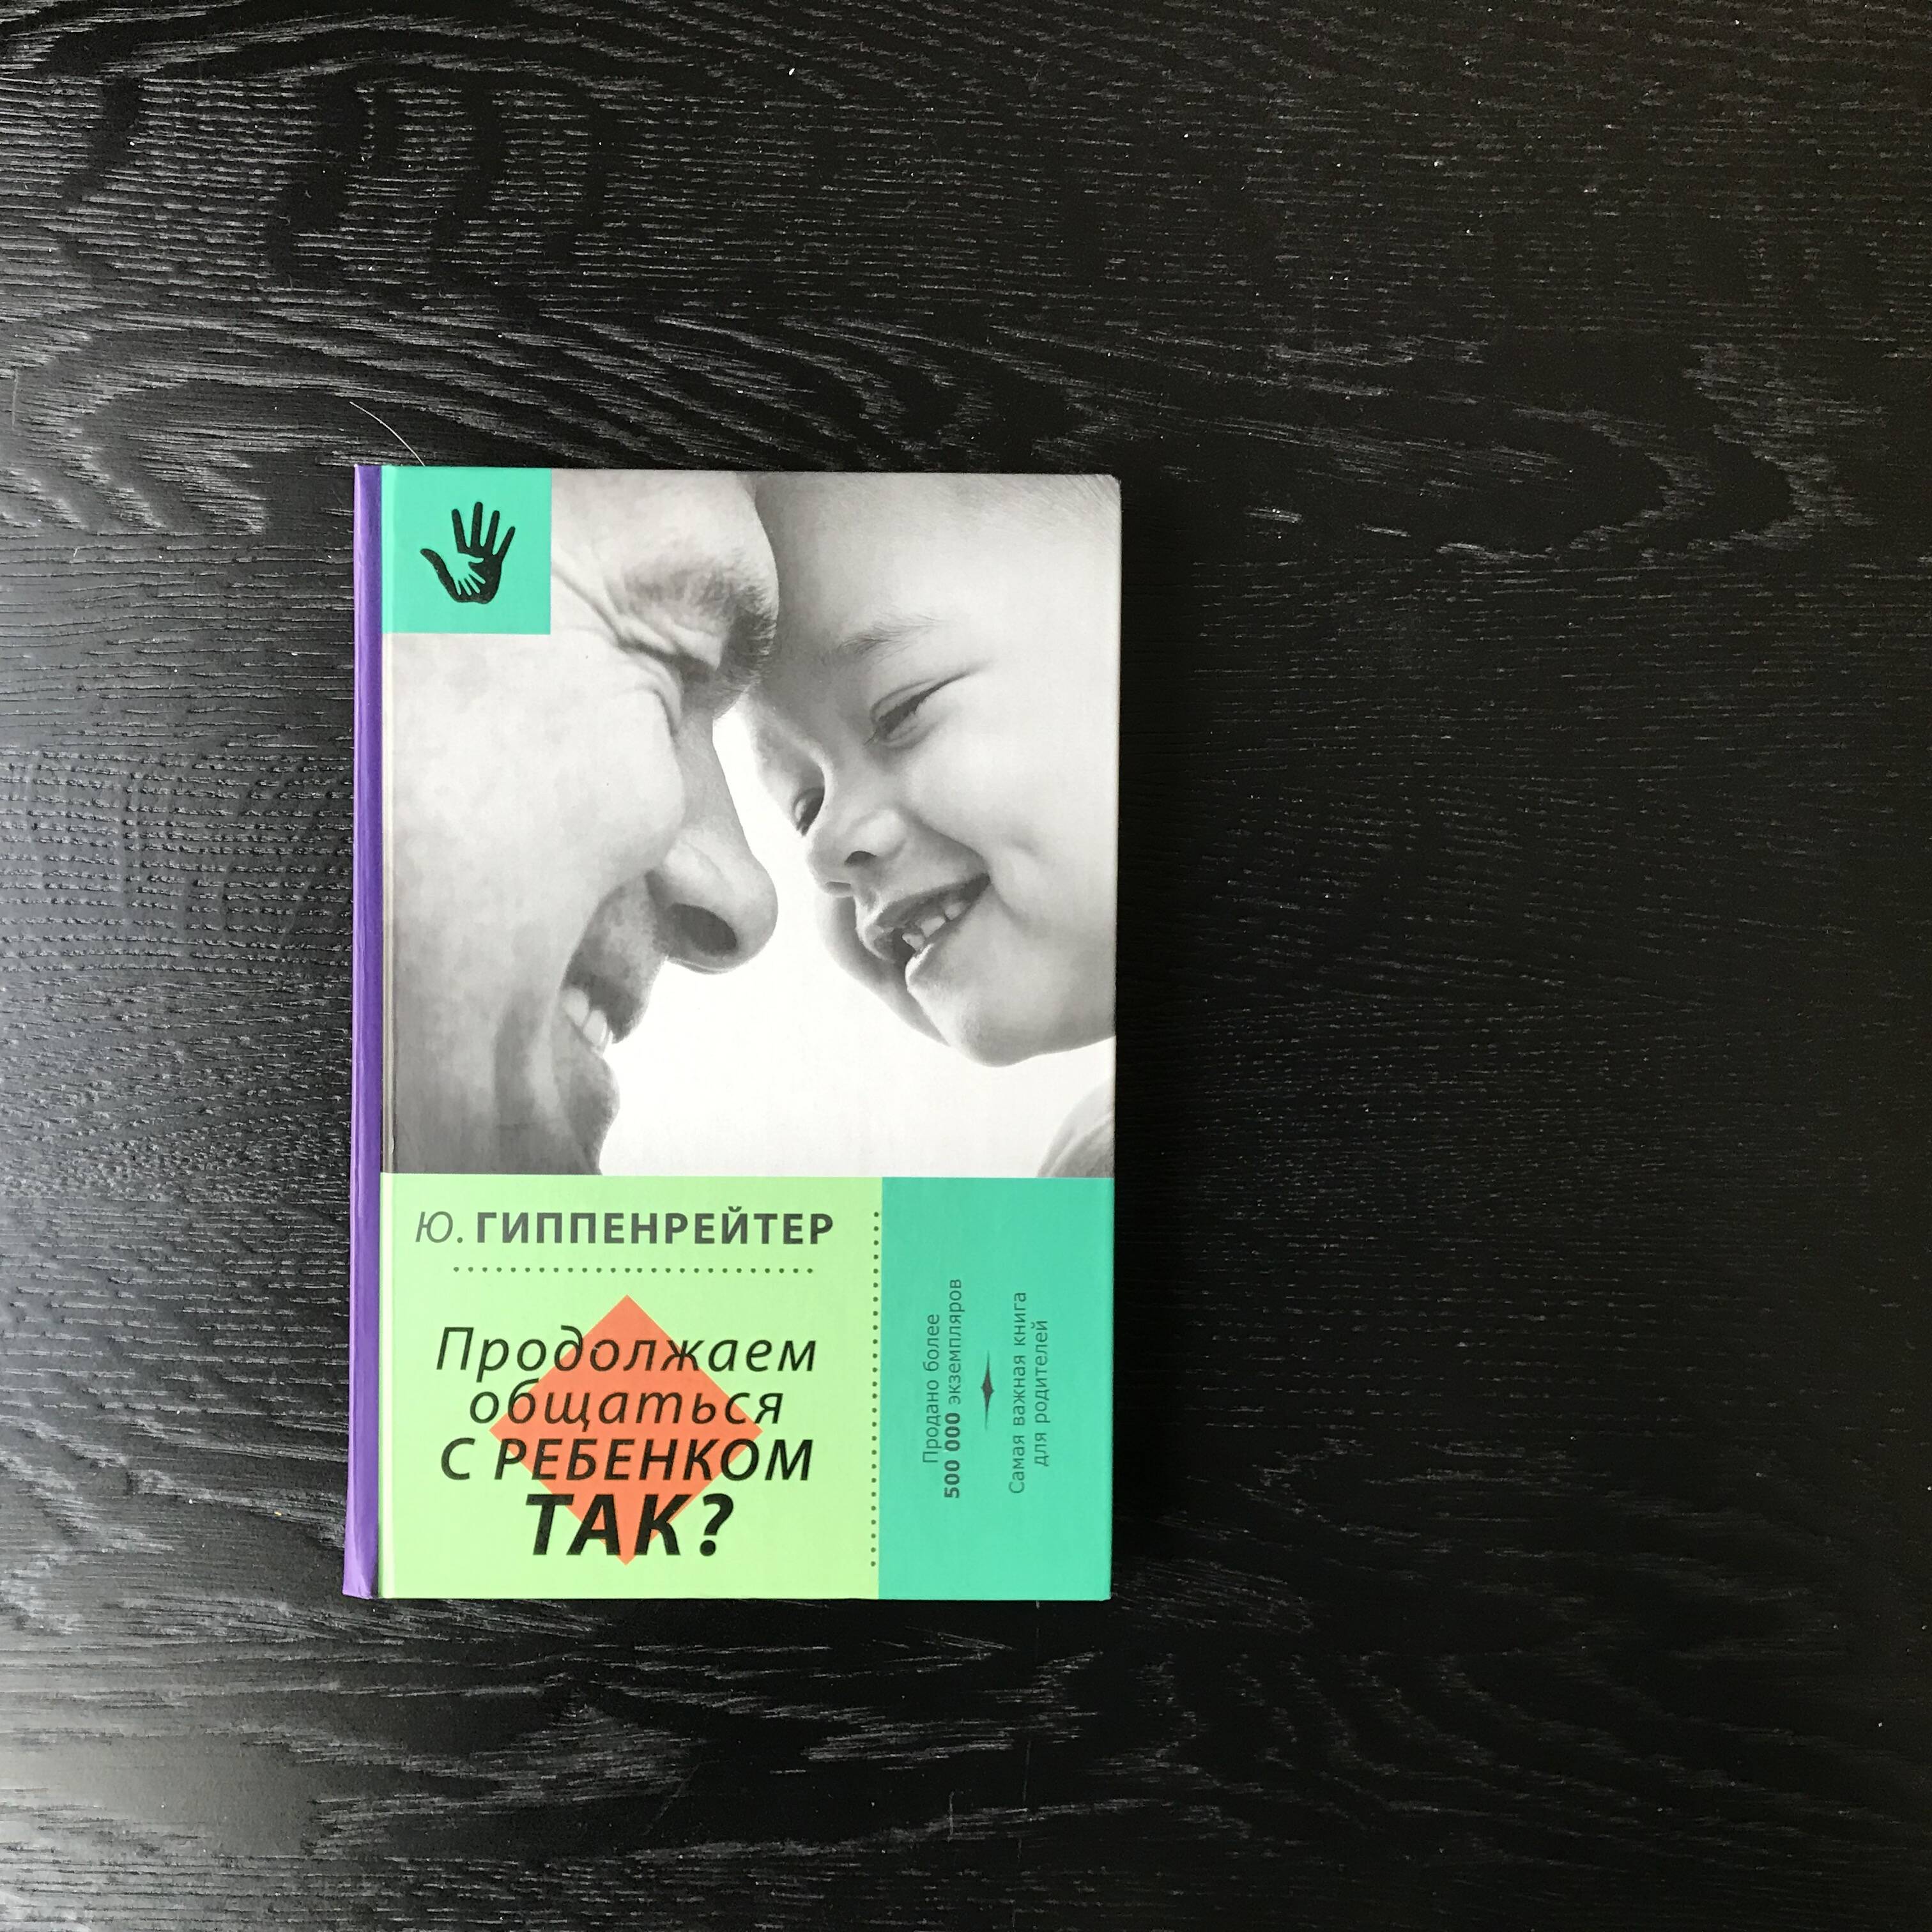 Ю. ГИППЕНРЕЙТЕР
Продолжаем
общаться
С РЕБЕНКОМ
ТАК?
Продано более
500 000 экземпляров
Самая важная книга
для родителей